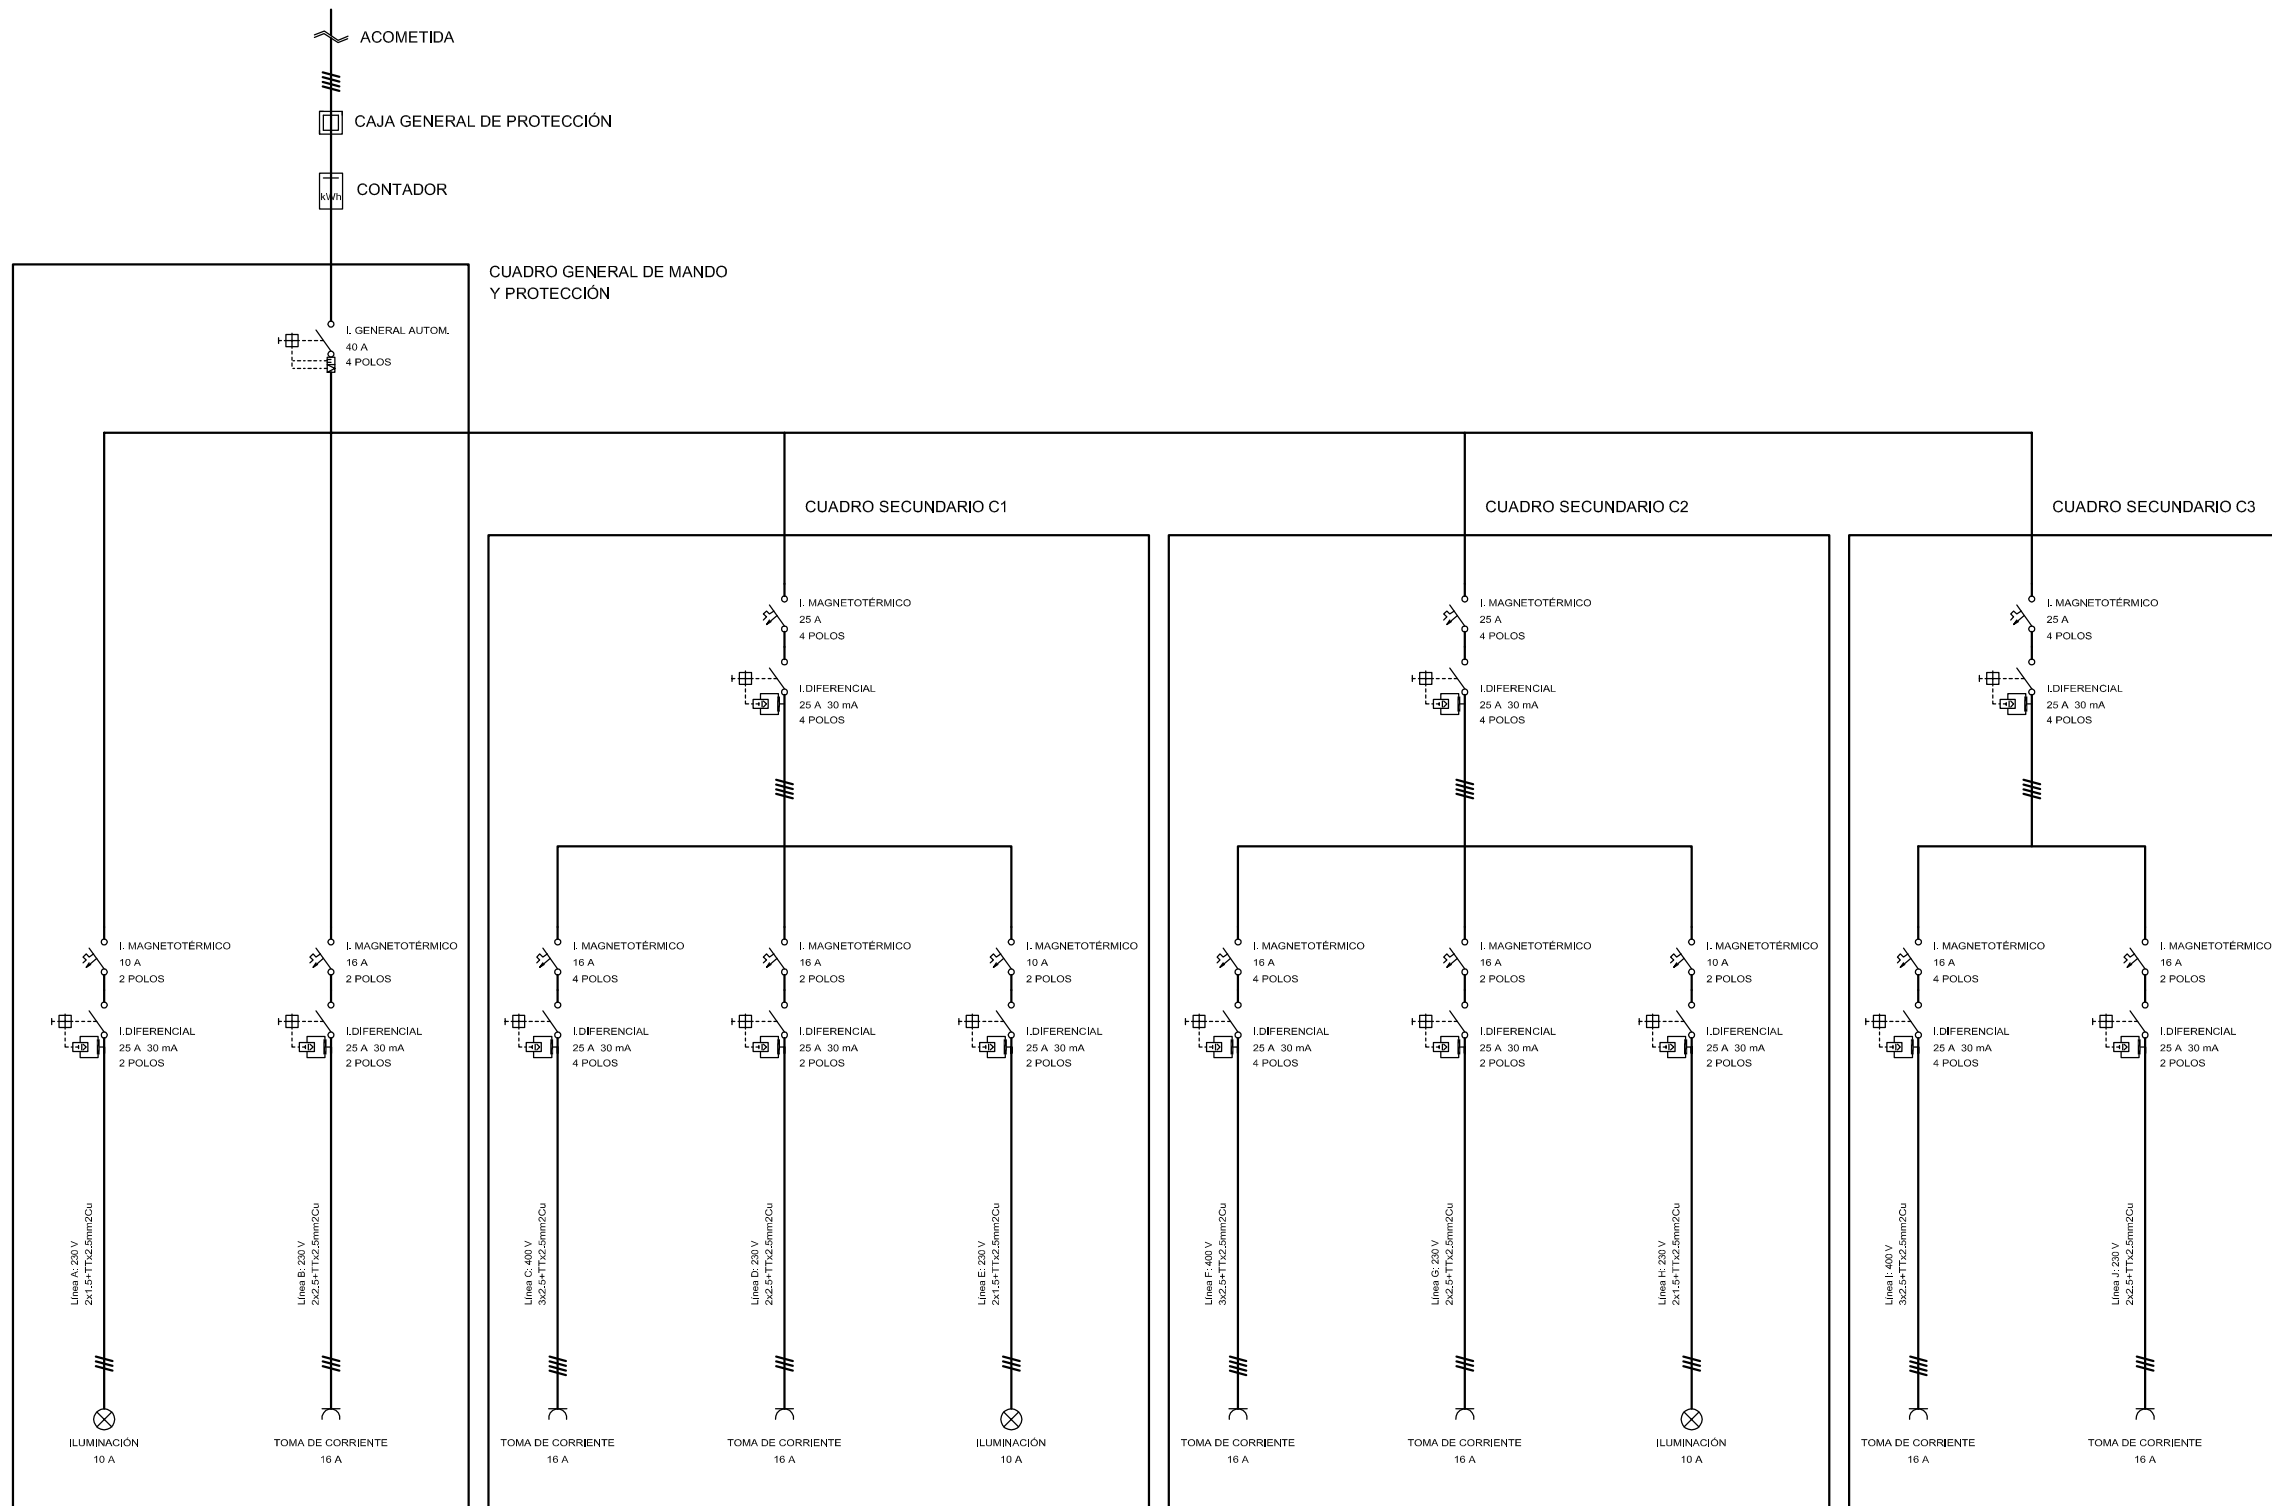 ACOMETIDA
CAJA GENERAL DE PROTECCIÓN
kWh
CONTADOR
CUADRO GENERAL DE MANDO
Y PROTECCIÓN
I. GENERAL AUTOM.
40 A
4 POLOS
CUADRO SECUNDARIO C1
CUADRO SECUNDARIO C2
CUADRO SECUNDARIO C3
I. MAGNETOTÉRMICO
25 A
4 POLOS
I.DIFERENCIAL
25 A 30 mA
4 POLOS
I. MAGNETOTÉRMICO
25 A
4 POLOS
I.DIFERENCIAL
25 A 30 mA
4 POLOS
I. MAGNETOTÉRMICO
25 A
4 POLOS
I.DIFERENCIAL
25 A 30 mA
4 POLOS
I. MAGNETOTÉRMICO
10 A
2 POLOS
I.DIFERENCIAL
25 A 30 mA
2 POLOS
Línea A: 230 V
2x1.5+TTx2.5mm2Cu
ILUMINACIÓN
10 A
I. MAGNETOTÉRMICO
16 A
2 POLOS
I.DIFERENCIAL
25 A 30 mA
2 POLOS
Línea B: 230 V
2x2.5+TTx2.5mm2Cu
TOMA DE CORRIENTE
16 A
I. MAGNETOTÉRMICO
16 A
4 POLOS
I.DIFERENCIAL
25 A 30 mA
4 POLOS
Línea C: 400 V
3x2.5+TTx2.5mm2Cu
TOMA DE CORRIENTE
16 A
I. MAGNETOTÉRMICO
16 A
2 POLOS
I.DIFERENCIAL
25 A 30 mA
2 POLOS
Línea D: 230 V
2x2.5+TTx2.5mm2Cu
TOMA DE CORRIENTE
16 A
I. MAGNETOTÉRMICO
10 A
2 POLOS
I.DIFERENCIAL
25 A 30 mA
2 POLOS
Línea E: 230 V
2x1.5+TTx2.5mm2Cu
ILUMINACIÓN
10 A
I. MAGNETOTÉRMICO
16 A
4 POLOS
I.DIFERENCIAL
25 A 30 mA
4 POLOS
Línea F: 400 V
3x2.5+TTx2.5mm2Cu
TOMA DE CORRIENTE
16 A
I. MAGNETOTÉRMICO
16 A
2 POLOS
I.DIFERENCIAL
25 A 30 mA
2 POLOS
Línea G: 230 V
2x2.5+TTx2.5mm2Cu
TOMA DE CORRIENTE
16 A
I. MAGNETOTÉRMICO
10 A
2 POLOS
I.DIFERENCIAL
25 A 30 mA
2 POLOS
Línea H: 230 V
2x1.5+TTx2.5mm2Cu
ILUMINACIÓN
10 A
I. MAGNETOTÉRMICO
16 A
4 POLOS
I.DIFERENCIAL
25 A 30 mA
4 POLOS
Línea I: 400 V
3x2.5+TTx2.5mm2Cu
TOMA DE CORRIENTE
16 A
I. MAGNETOTÉRMICO
16 A
2 POLOS
I.DIFERENCIAL
25 A 30 mA
2 POLOS
Línea J: 230 V
2x2.5+TTx2.5mm2Cu
TOMA DE CORRIENTE
16 A